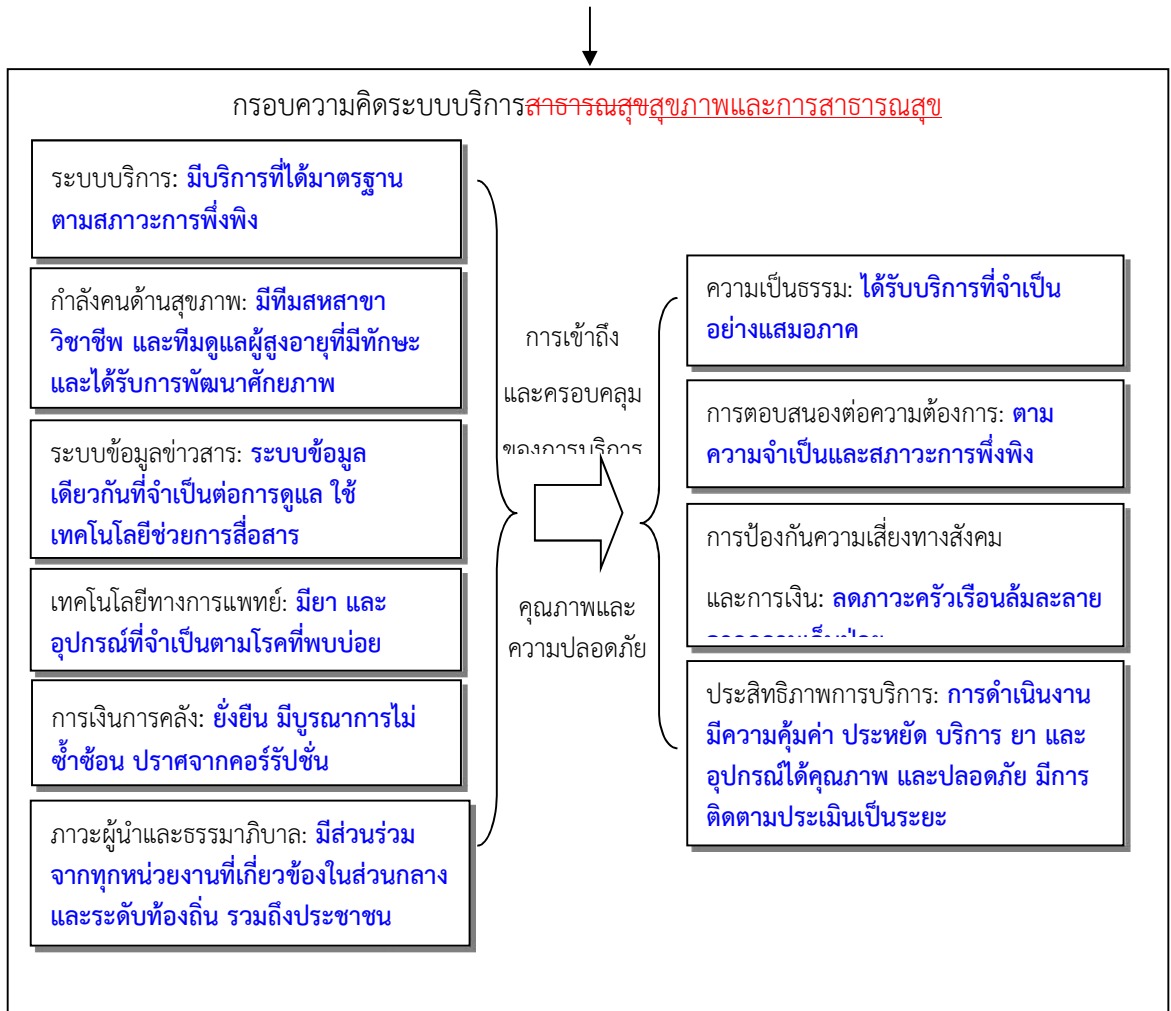 กรอบความคิดระบบบริการสาธารณสุขสุขภาพและการสาธารณสุข
ระบบบริการ: มีบริการที่ได้มาตรฐาน
ตามสภาวะการพึ่งพิง
กำลังคนด้านสุขภาพ: มีทีมสหสาขา
วิชาชีพ และทีมดูแลผู้สูงอายุที่มีทักษะ
และได้รับการพัฒนาศักยภาพ
ระบบข้อมูลข่าวสาร: ระบบข้อมูล
เดียวกันที่จำเป็นต่อการดูแล ใช้
เทคโนโลยีช่วยการสื่อสาร
เทคโนโลยีทางการแพทย์: มียา และ
อุปกรณ์ที่จำเป็นตามโรคที่พบบ่อย
การเงินการคลัง: ยั่งยืน มีบูรณาการไม่
ซ้ำซ้อน ปราศจากคอร์รัปชั่น
ภาวะผู้นำและธรรมาภิบาล: มีส่วนร่วม
จากทุกหน่วยงานที่เกี่ยวข้องในส่วนกลาง
และระดับท้องถิ่น รวมถึงประชาชน
การเข้าถึง
และครอบคลุม
ของการบริการ
คุณภาพและ
ความปลอดภัย
ความเป็นธรรม: ได้รับบริการที่จำเป็น
อย่างแสมอภาค
การตอบสนองต่อความต้องการ: ตาม
ความจำเป็นและสภาวะการพึ่งพิง
การป้องกันความเสี่ยงทางสังคม
และการเงิน: ลดภาวะครัวเรือนล้มละลาย
ประสิทธิภาพการบริการ: การดำเนินงาน
มีความคุ้มค่า ประหยัด บริการ ยา และ
อุปกรณ์ได้คุณภาพ และปลอดภัย มีการ
ติดตามประเมินเป็นระยะ